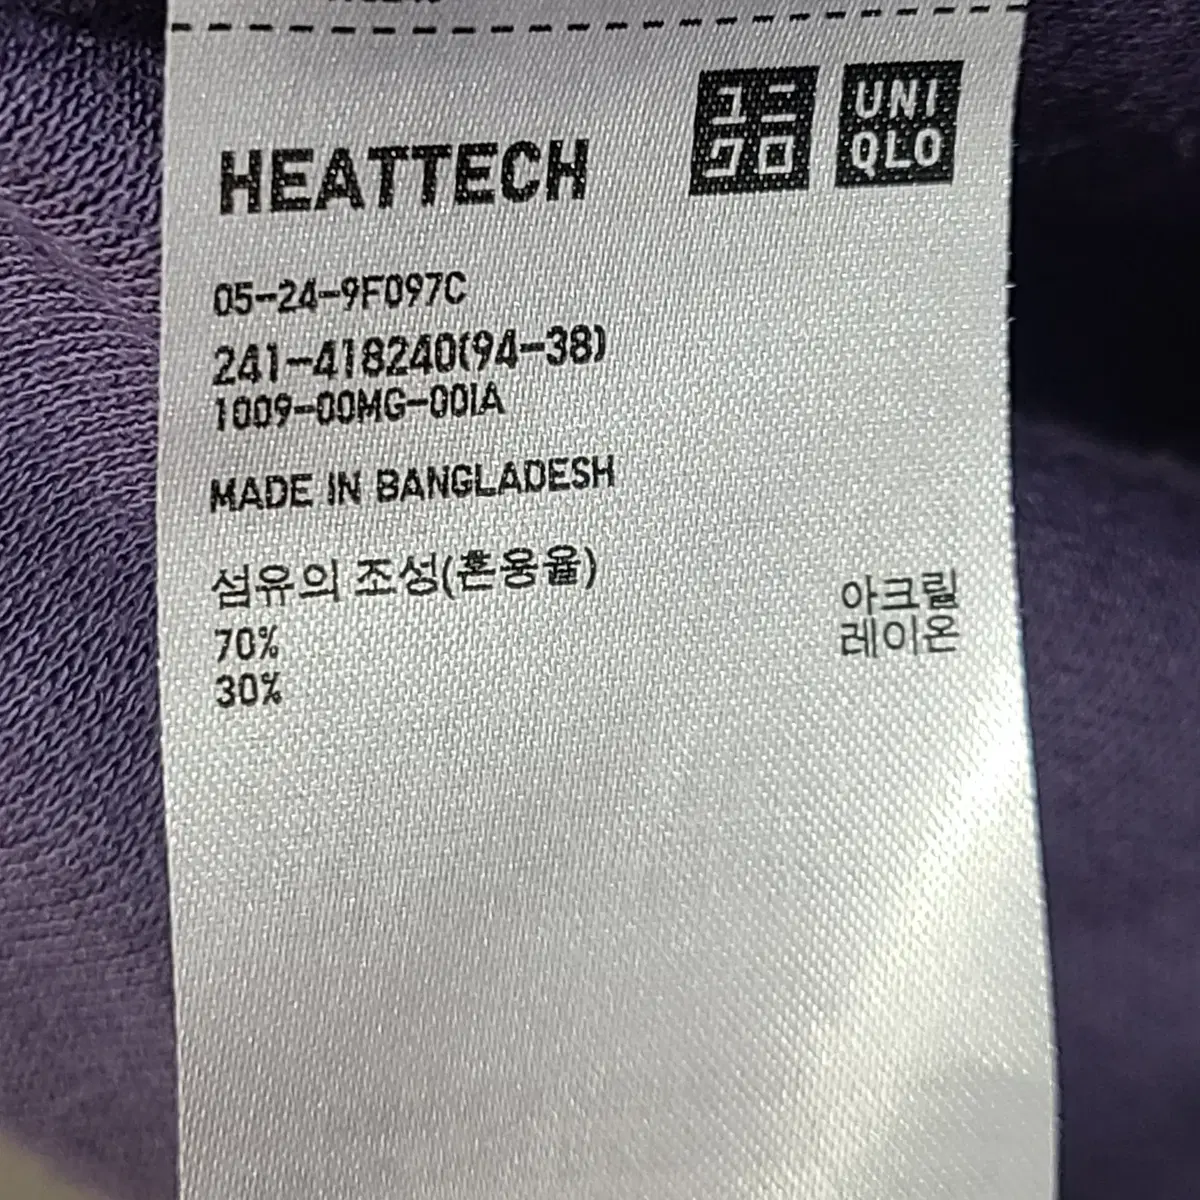 ユニ
クロ
UNI
QLO
HEATTECH
05-24-9F097C
241-418240(94-38)
1009-00MG-00IA
MADE IN BANGLADESH
섬유의 조성(혼용율)
아크릴
70%
레이온
30%